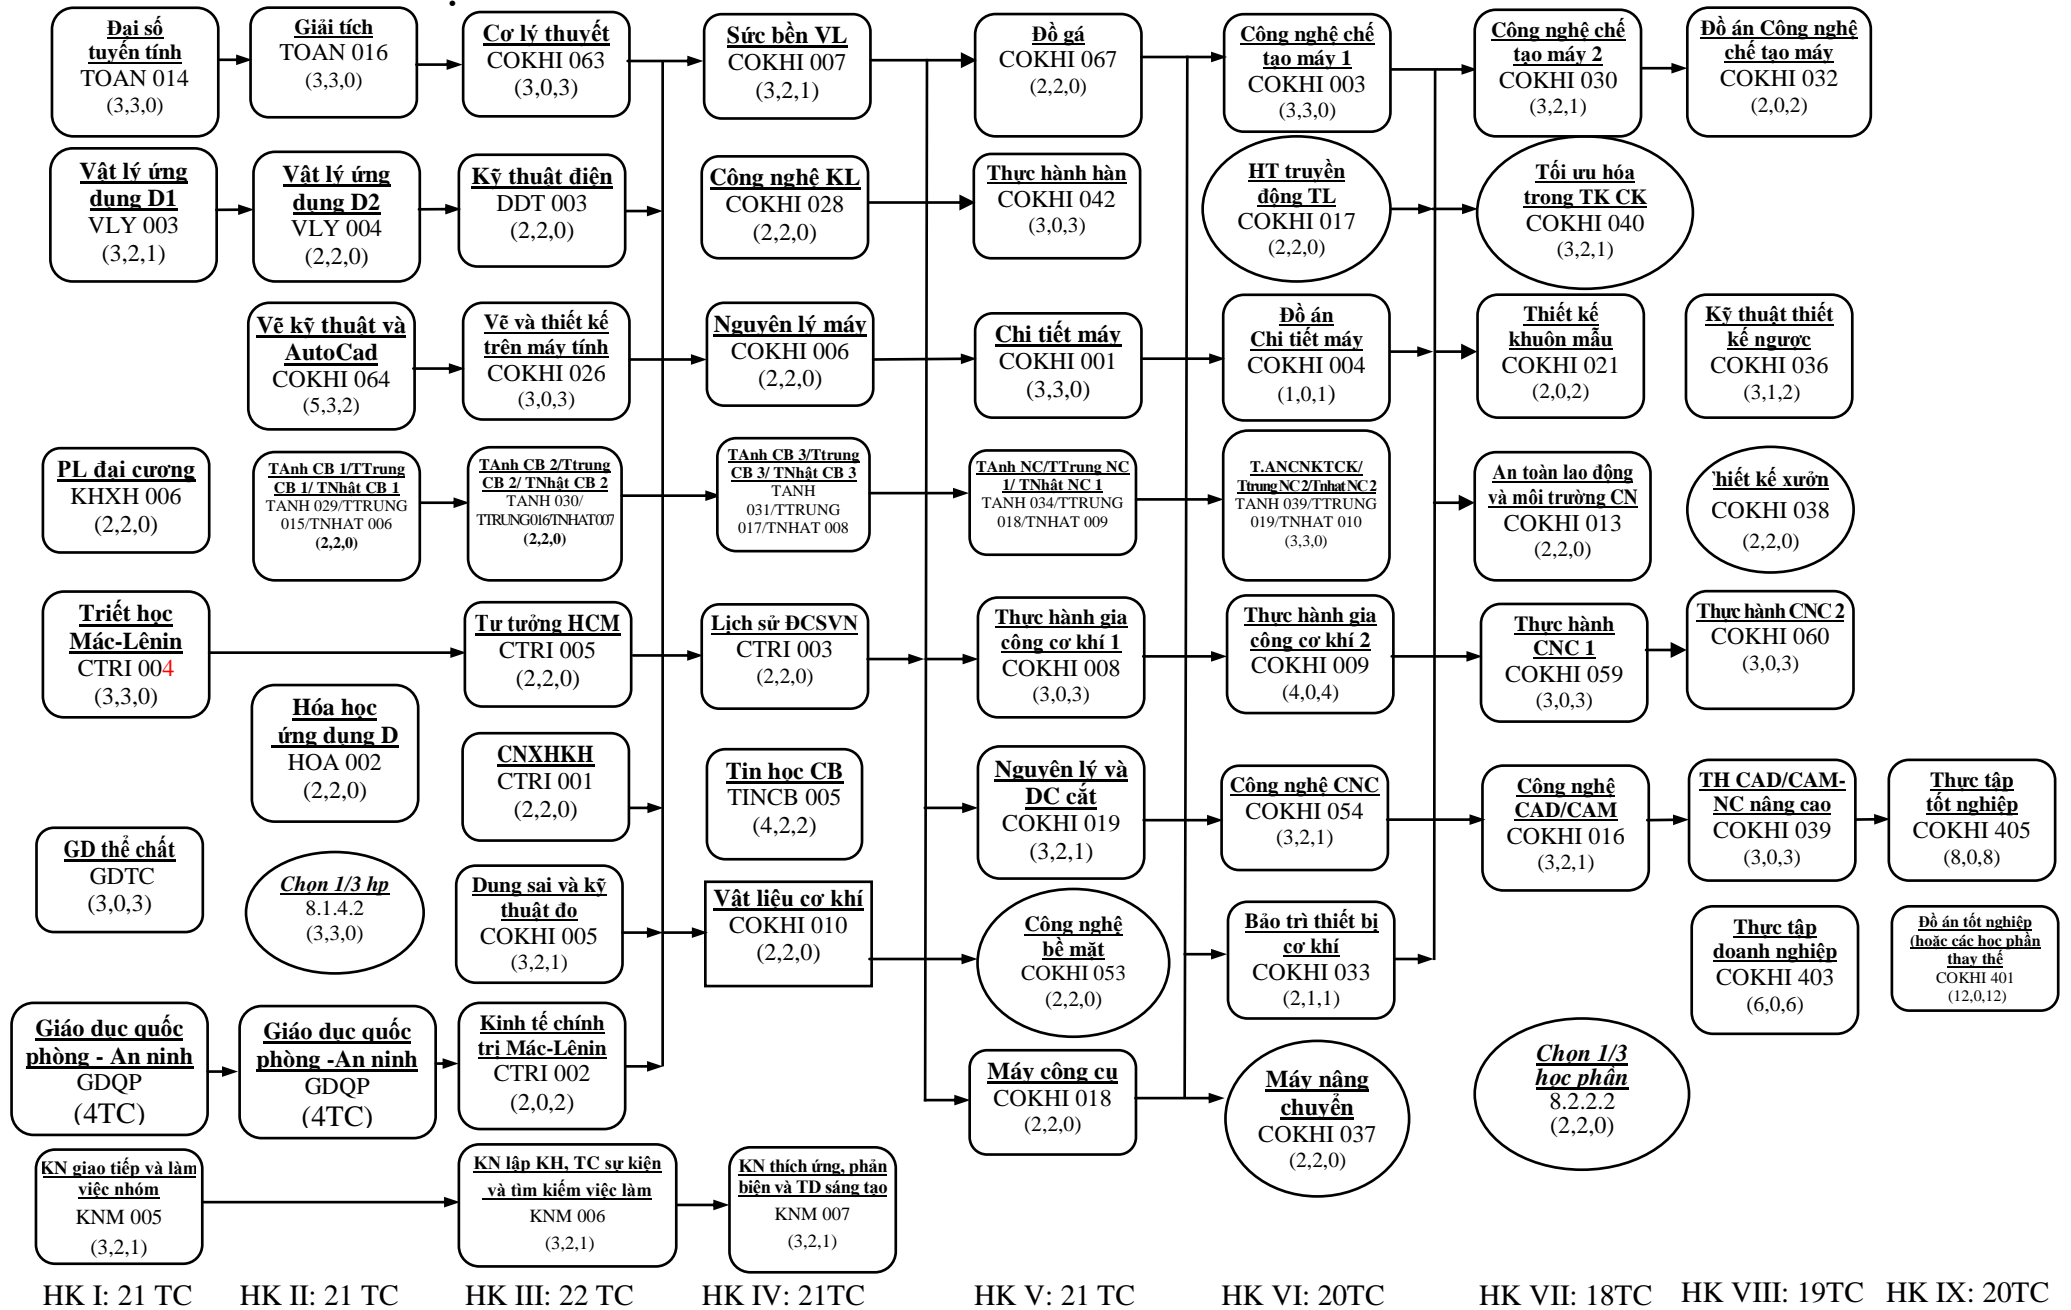 Đại số
tuyến tính
TOAN 014
(3,3,0)
Giải tích
TOAN 016
(3,3,0)
Cơ lý thuyết
COKHI 063
(3,0,3)
Sức bền VL
COKHI 007
(3,2,1)
Đồ gá
COKHI 067
(2,2,0)
Công nghệ chế
tạo máy 1
COKHI 003
(3,3,0)
Công nghệ chế
tạo máy 2
COKHI 030
(3,2,1)
Đồ án Công nghệ
chế tạo máy
COKHI 032
(2,0,2)
Vật lý ứng
dụng D1
VLY 003
(3,2,1)
Vật lý ứng
dụng D2
VLY 004
(2,2,0)
Kỹ thuật điện
DDT 003
(2,2,0)
Công nghệ KL
COKHI 028
(2,2,0)
Thực hành hàn
COKHI 042
(3,0,3)
HT truyền
động TL
COKHI 017
(2,2,0)
Tối ưu hóa
trong TK CK
COKHI 040
(3,2,1)
Vẽ kỹ thuật và
AutoCad
COKHI 064
(5,3,2)
Vẽ và thiết kế
trên máy tính
COKHI 026
(3,0,3)
Nguyên lý máy
COKHI 006
(2,2,0)
Chi tiết máy
COKHI 001
(3,3,0)
Đồ án
Chi tiết máy
COKHI 004
(1,0,1)
Thiết kế
khuôn mẫu
COKHI 021
(2,0,2)
Kỹ thuật thiết
kế ngược
COKHI 036
(3,1,2)
PL đại cương
KHXH 006
(2,2,0)
TAnh CB 1/TTrung
CB 1/ TNhật CB 1
TANH 029/TTRUNG
015/TNHAT 006
(2,2,0)
TAnh CB 2/Ttrung
CB 2/ TNhật CB 2
TANH 030/
TTRUNG016/TNHAT007
(2,2,0)
TAnh CB 3/Ttrung
CB 3/ TNhật CB 3
TANH
031/TTRUNG
017/TNHAT 008
TAnh NC/TTrung NC
1/ TNhật NC 1
TANH 034/TTRUNG
018/TNHAT 009
T.ANCNKTCK/
Ttrung NC 2/Tnhat NC 2
TANH 039/TTRUNG
019/TNHAT 010
(3,3,0)
An toàn lao động
và môi trường CN
COKHI 013
(2,2,0)
hiết kế xưởn
COKHI 038
(2,2,0)
Triết học
Mác-Lênin
CTRI 004
(3,3,0)
Tư tưởng HCM
CTRI 005
(2,2,0)
Lịch sử ĐCSVN
CTRI 003
(2,2,0)
Thực hành gia
công cơ khí 1
COKHI 008
(3,0,3)
Thực hành gia
công cơ khí 2
COKHI 009
(4,0,4)
Thực hành
CNC 1
COKHI 059
(3,0,3)
Thực hành CNC 2
COKHI 060
(3,0,3)
Hóa học
ứng dụng D
HOA 002
(2,2,0)
CNXHKH
CTRI 001
(2,2,0)
Tin học CB
TINCB 005
(4,2,2)
Nguyên lý và
DC cắt
COKHI 019
(3,2,1)
Công nghệ CNC
COKHI 054
(3,2,1)
Công nghệ
CAD/CAM
COKHI 016
(3,2,1)
TH CAD/CAM-
NC nâng cao
COKHI 039
(3,0,3)
Thực tập
tốt nghiệp
COKHI 405
(8,0,8)
GD thể chất
GDTC
(3,0,3)
Chọn 1/3 hp
8.1.4.2
(3,3,0)
Dung sai và kỹ
thuật đo
COKHI 005
(3,2,1)
Vật liệu cơ khí
COKHI 010
(2,2,0)
Công nghệ
bề mặt
COKHI 053
(2,2,0)
Bảo trì thiết bị
cơ khí
COKHI 033
(2,1,1)
Thực tập
doanh nghiệp
COKHI 403
(6,0,6)
Đồ án tốt nghiệp
(hoặc các học phần
thay thế
COKHI 401
(12,0,12)
Giáo dục quốc
phòng - An ninh
GDQP
(4TC)
Giáo dục quốc
phòng -An ninh
GDQP
(4TC)
Kinh tế chính
trị Mác-Lênin
CTRI 002
(2,0,2)
Máy công cụ
COKHI 018
(2,2,0)
Máy nâng
chuyển
COKHI 037
(2,2,0)
Chọn 1/3
học phần
8.2.2.2
(2,2,0)
KN giao tiếp và làm
việc nhóm
KNM 005
(3,2,1)
KN lập KH, TC sự kiện
và tìm kiếm việc làm
KNM 006
(3,2,1)
KN thích ứng, phản
biện và TD sáng tạo
KNM 007
(3,2,1)
HK I: 21 TC HK II: 21 TC HK III: 22 TC HK IV: 21TC HK V: 21 TC HK VI: 20TC HK VII: 18TC HK VIII: 19TC HK IX: 20TC